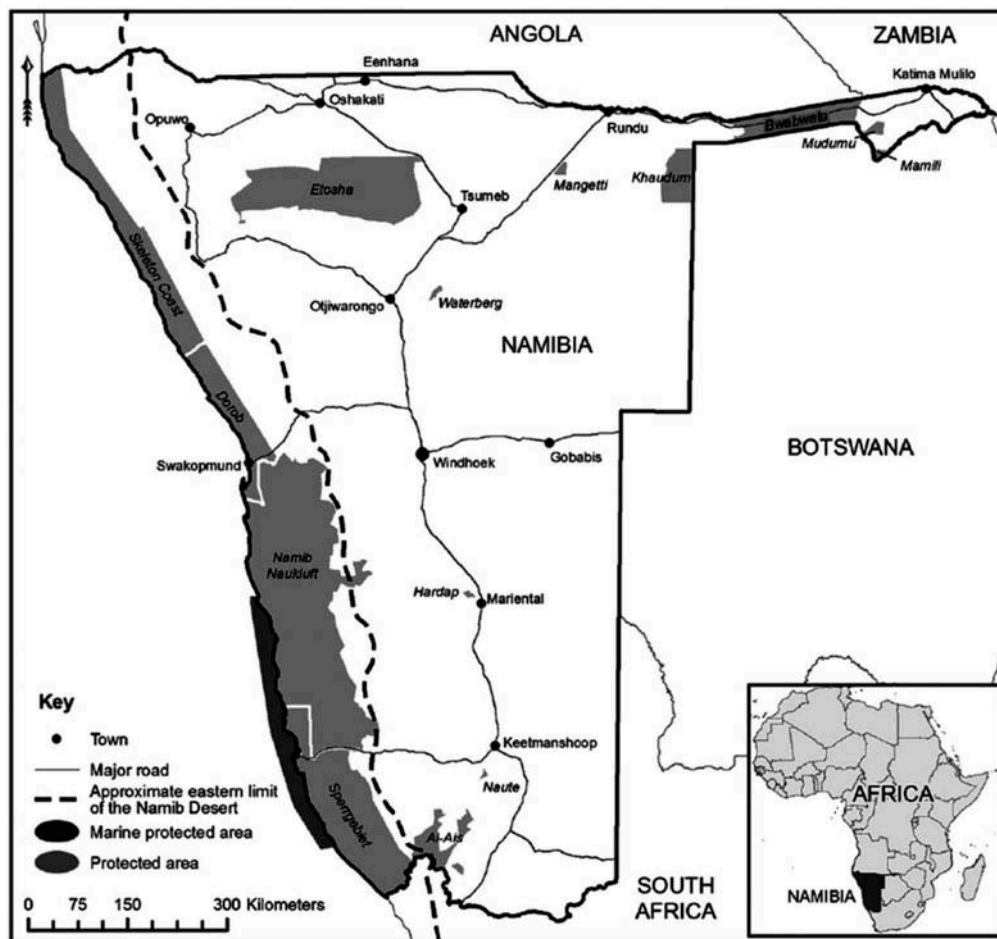 ANGOLA
ZAMBIA
Eenhana
Katima Mulilo
Oshakati
Opuwo
Rundu
Bwabwata
Mudumu
Mamili
Etosha
Mangetti
Khaudum
Tsumeb
Skeleton Coast
Otjiwarongo
Waterberg
NAMIBIA
Dorob
BOTSWANA
Swakopmund
Windhoek
Gobabis
Namib
Naukluft
Hardap
Mariental
Key
Town
Major road
Approximate eastern limit
of the Namib Desert
Marine protected area
Protected area
Keetmanshoop
Naute
Sperrgebiet
Ai-Ais
AFRICA
SOUTH
AFRICA
NAMIBIA
0 75 150 300 Kilometers